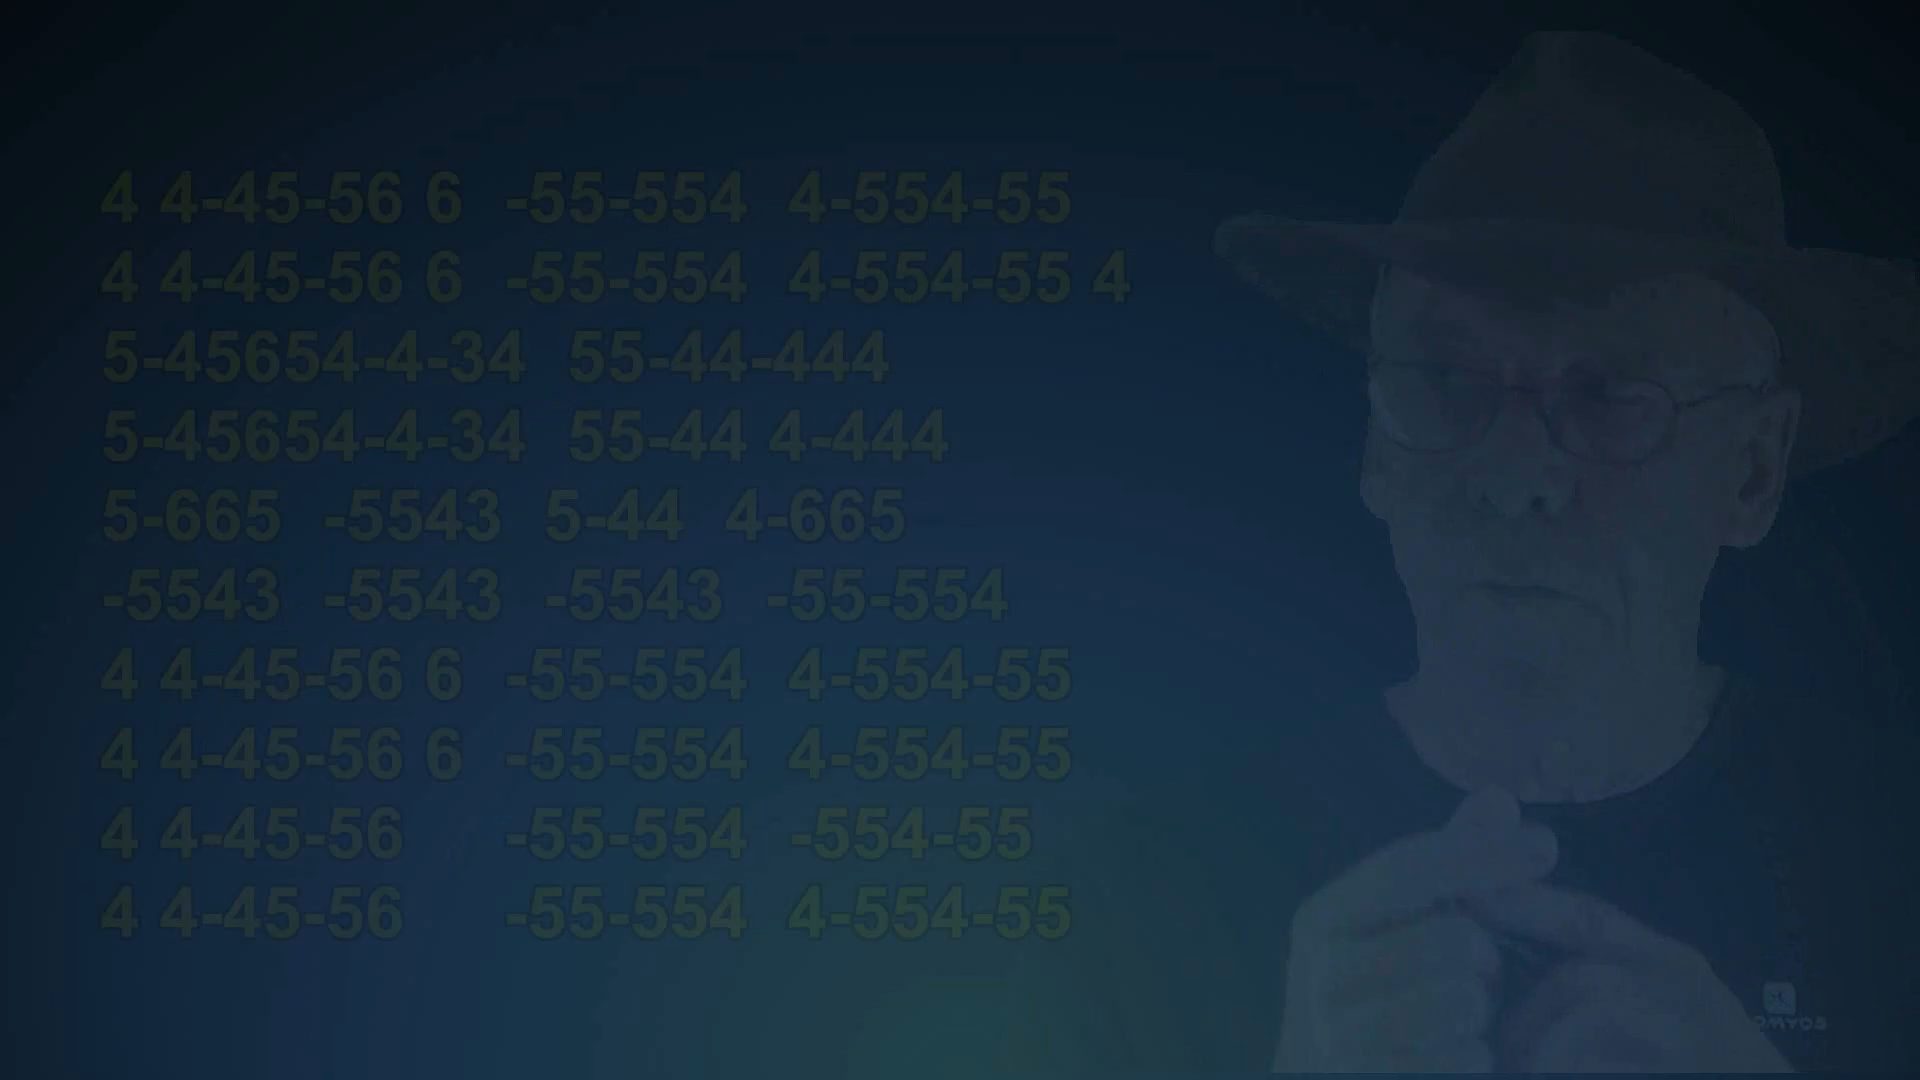 4 4-45-56 6 -55-554 4-554-55
4 4-45-56 6 -55-554 4-554-55 4
5-45654-4-34 55-44-444
5-45654-4-34 55-44 4-444
5-665 -5543 5-44 4-665
-5543 -5543 -5543 -55-554
4 4-45-56 6 -55-554 4-554-55
4 4-45-56 6 -55-554 4-554-55
4 4-45-56 -55-554 -554-55
4 4-45-56 -55-554 4-554-55